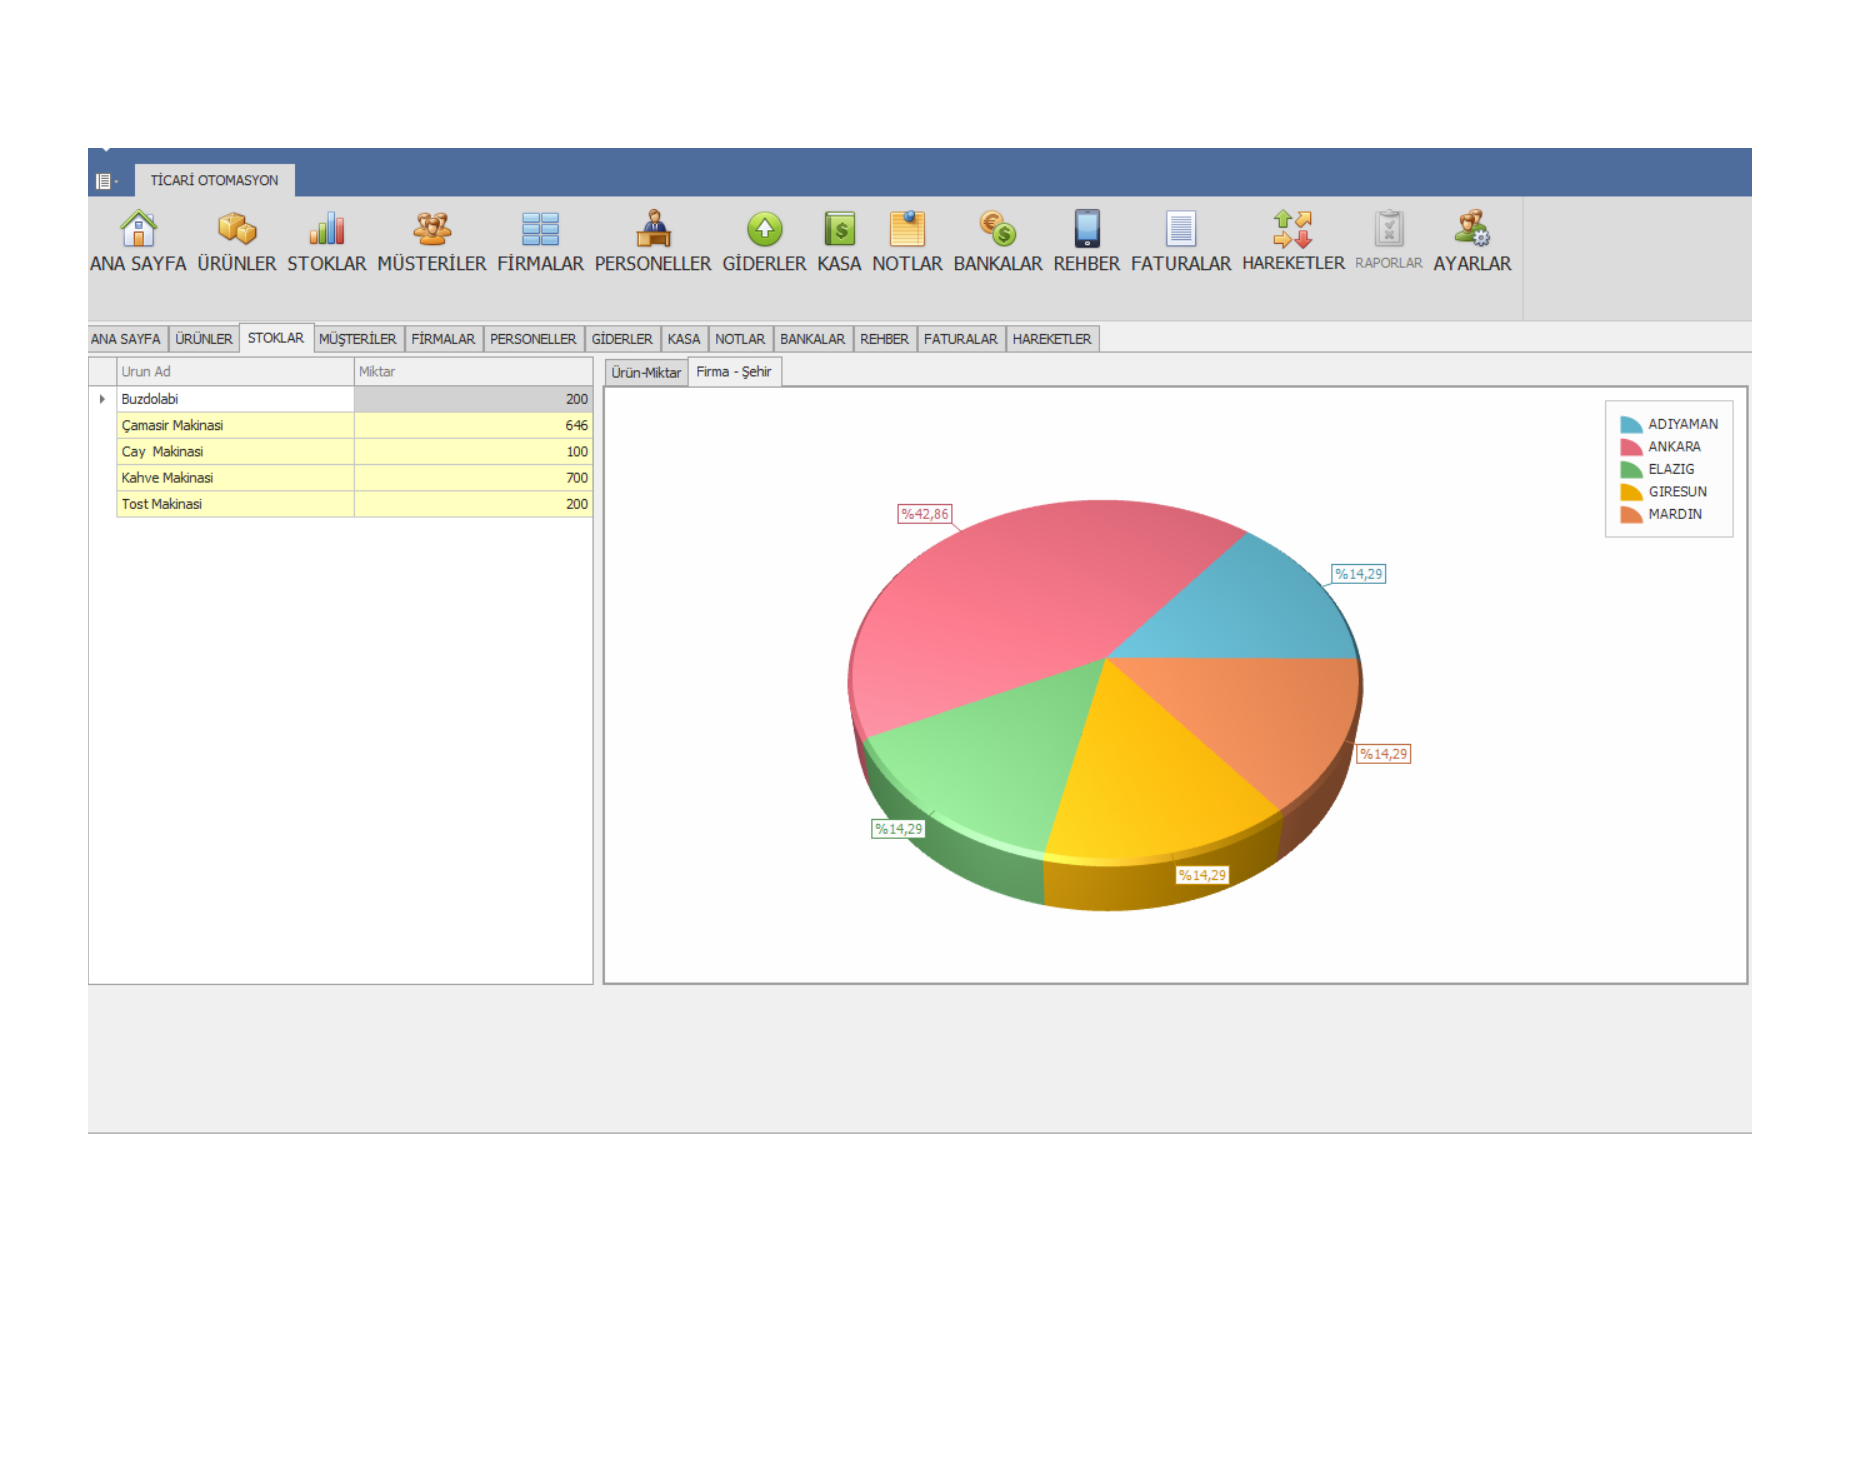 TİCARİ OTOMASYON
ANA SAYFA ÜRÜNLER STOKLAR MÜSTERİLER FİRMALAR PERSONELLER GİDERLER KASA NOTLAR BANKALAR REHBER FATURALAR HAREKETLER RAPORLAR AYARLAR
ANA SAYFA ÜRÜNLER STOKLAR MÜŞTERİLER FİRMALAR PERSONELLER GİDERLER KASA NOTLAR BANKALAR REHBER FATURALAR HAREKETLER
Urun Ad Miktar
Buzdolabi 200
Çamasir Makinasi 646
Cay Makinasi 100
Kahve Makinasi 700
Tost Makinasi 200
Ürün-Miktar Firma - Şehir
ADIYAMAN
ANKARA
ELAZIG
GIRESUN
MARDIN
%42,86
%14,29
%14,29
%14,29
%14,29